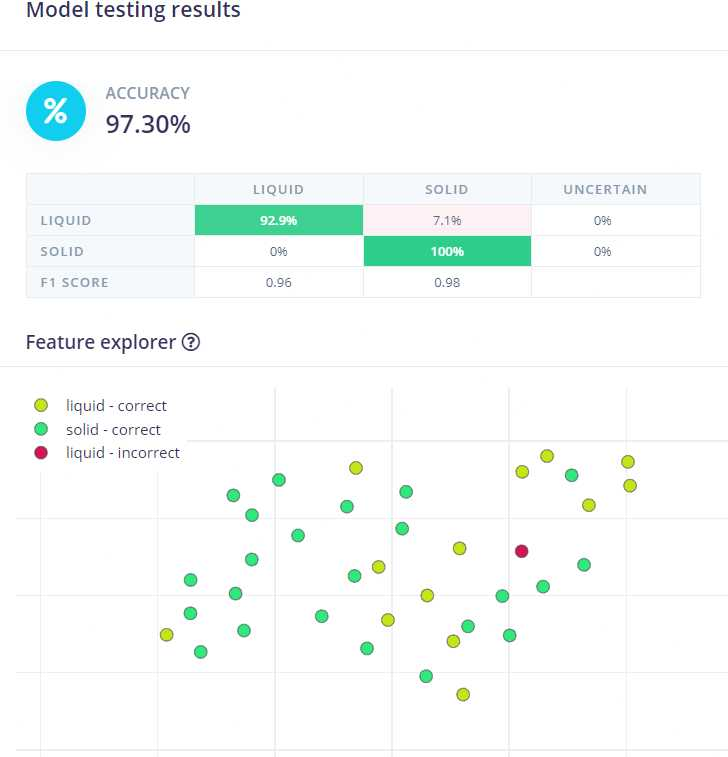 Model testing results
%
ACCURACY
97.30%
LIQUID SOLID UNCERTAIN
LIQUID 92.9% 7.1% 0%
SOLID 0% 100% 0%
F1 SCORE 0.96 0.98
Feature explorer ?
liquid - correct
solid - correct
liquid - incorrect